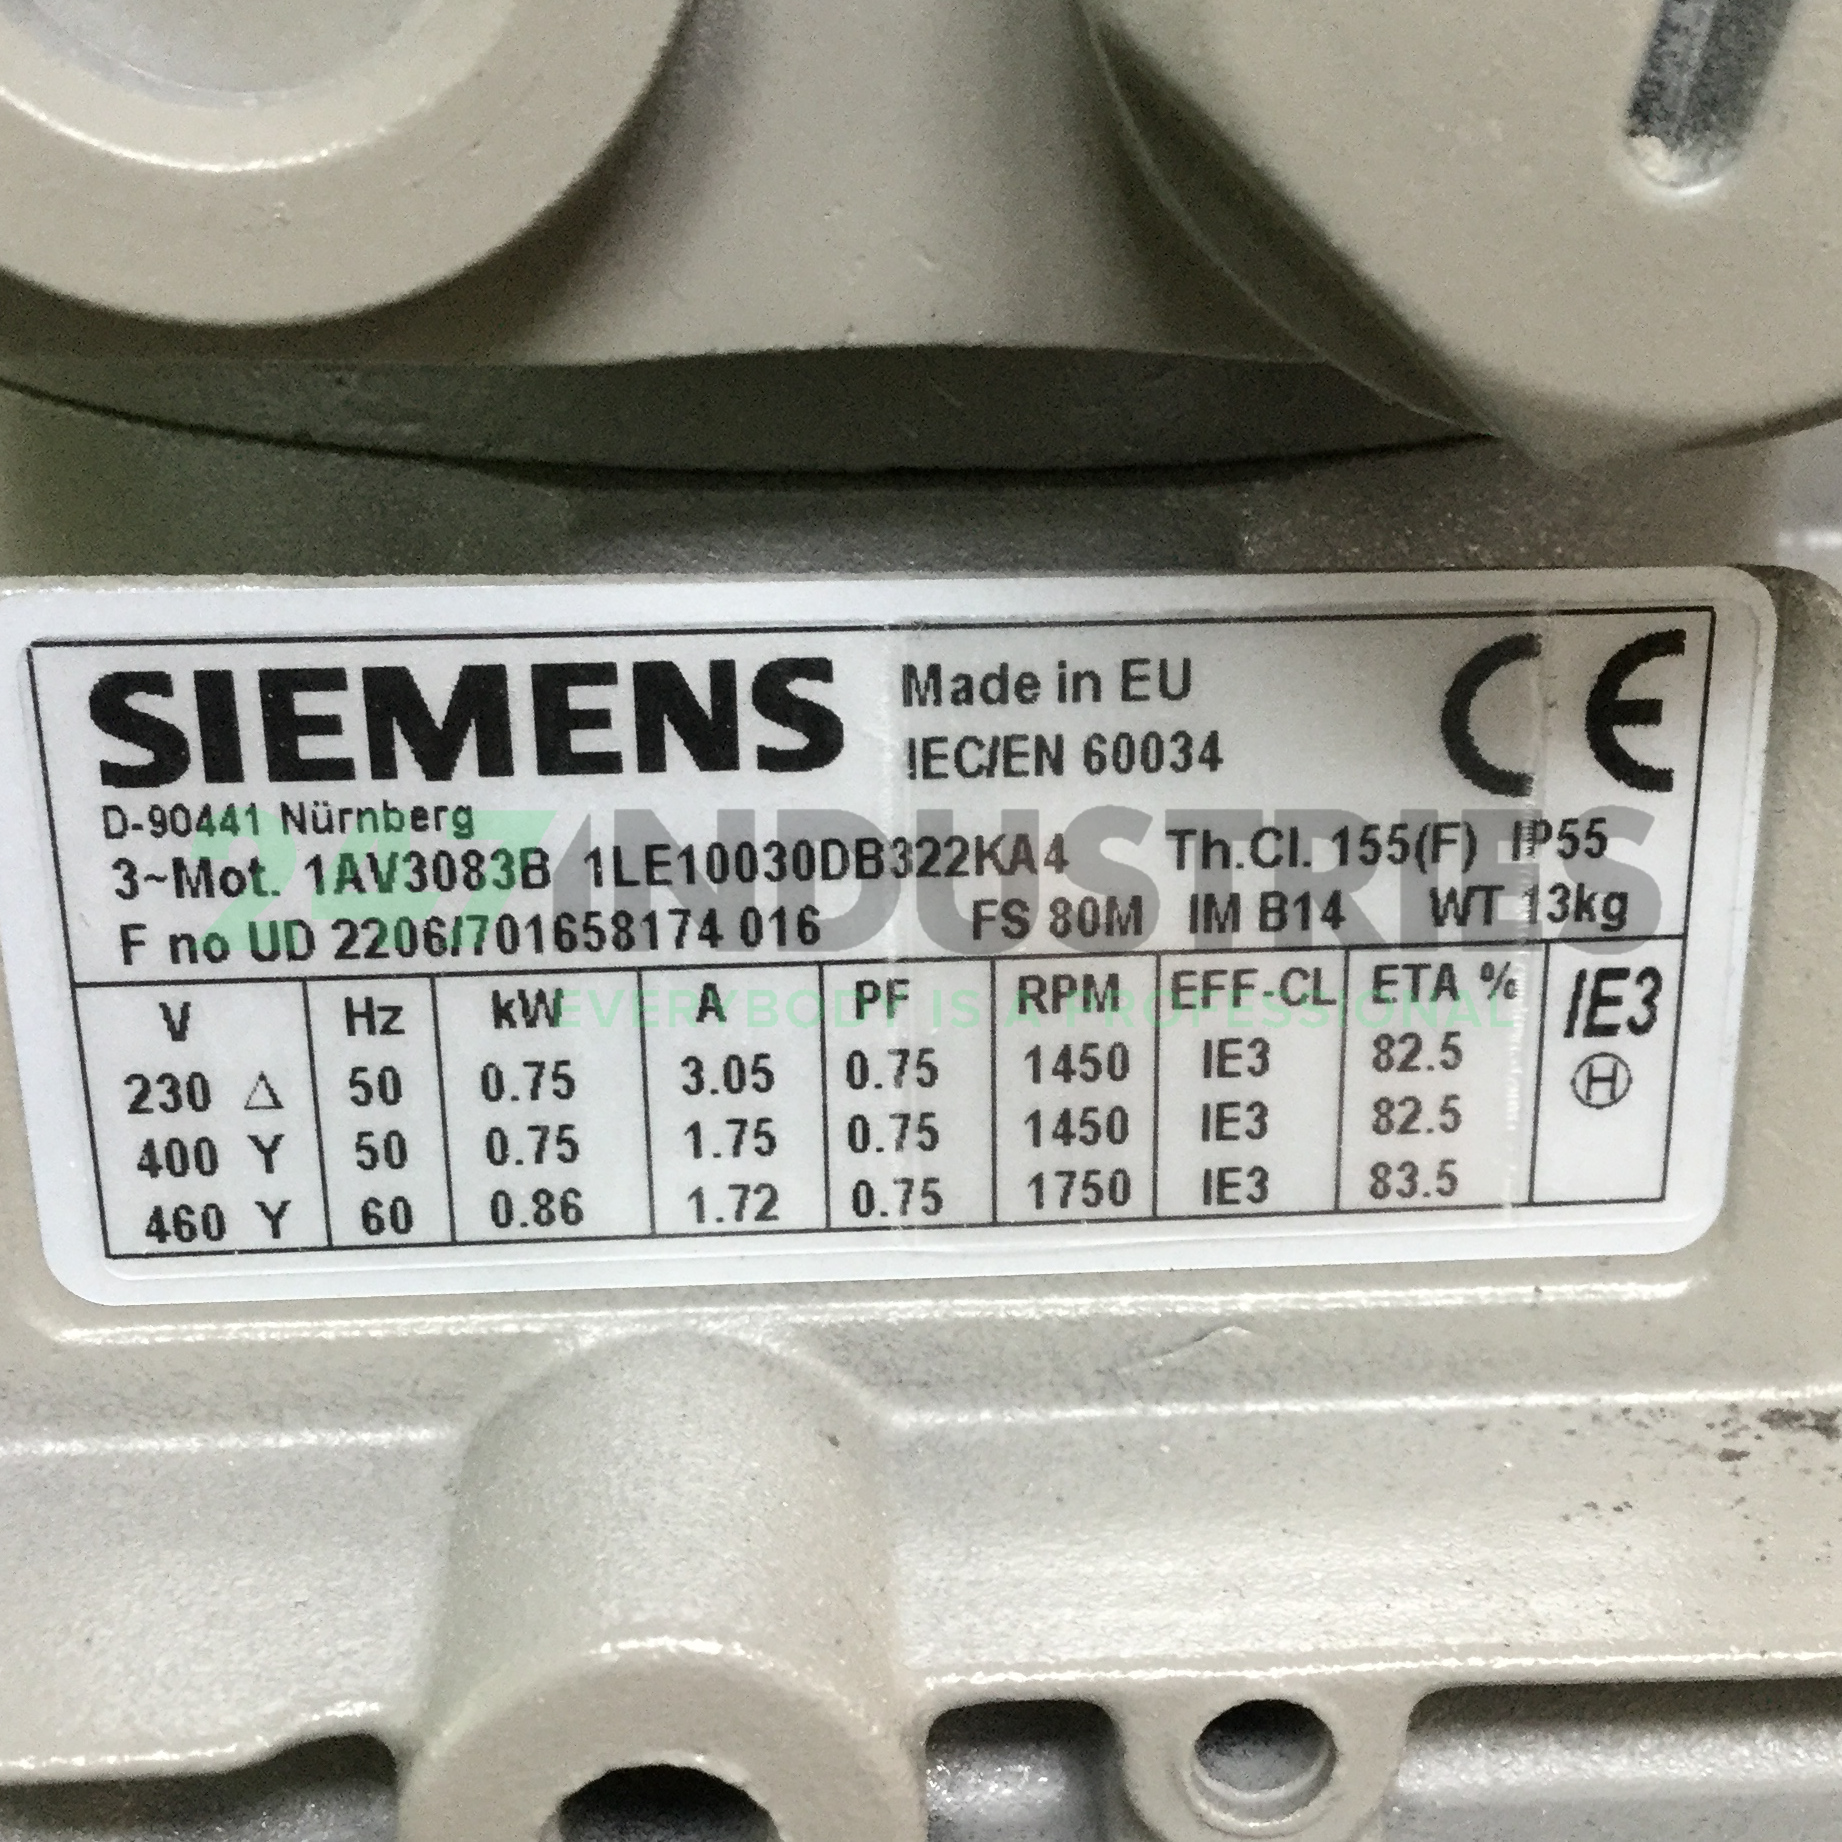 SIEMENS Made in EU CE
IEC/EN 60034
D-90441 Nürnberg
247INDUSTRIES
3~Mot. 1AV3083B 1LE10030DB322KA4 Th.Cl. 155(F) IP55
F no UD 2206/701658174 016 FS 80M IM B14 WT 13kg
V Hz kW A PF RPM EFF-CL ETA % IE3
EVERYBODY IS A PROFESSIONAL
230 Δ 50 0.75 3.05 0.75 1450 IE3 82.5 H
400 Y 50 0.75 1.75 0.75 1450 IE3 82.5
460 Y 60 0.86 1.72 0.75 1750 IE3 83.5